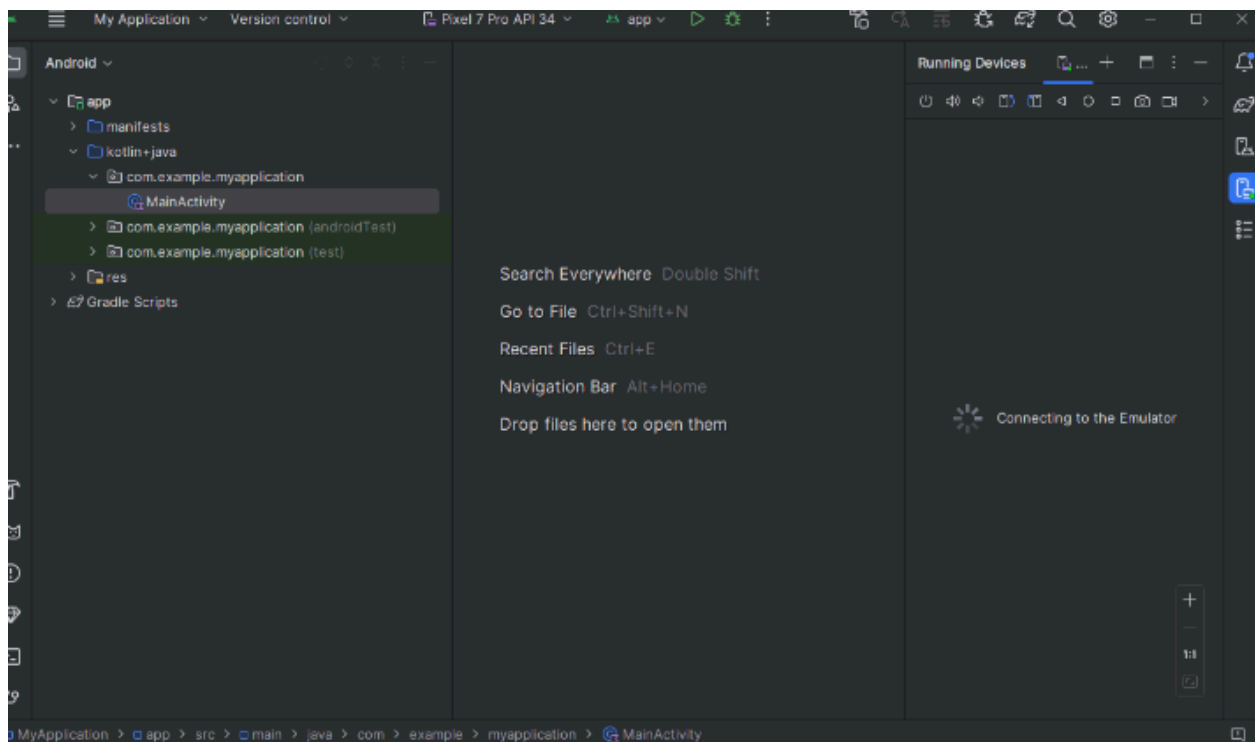 My Application Version control Pixel 7 Pro API 34 app
Android
app
manifests
kotlin+java
com.example.myapplication
MainActivity
com.example.myapplication (androidTest)
com.example.myapplication (test)
res
Gradle Scripts
Search Everywhere Double Shift
Go to File Ctrl+Shift+N
Recent Files Ctrl+E
Navigation Bar Alt+Home
Drop files here to open them
Running Devices ...
Connecting to the Emulator
1:1
MyApplication > app > src > main > java > com > example > myapplication > MainActivity